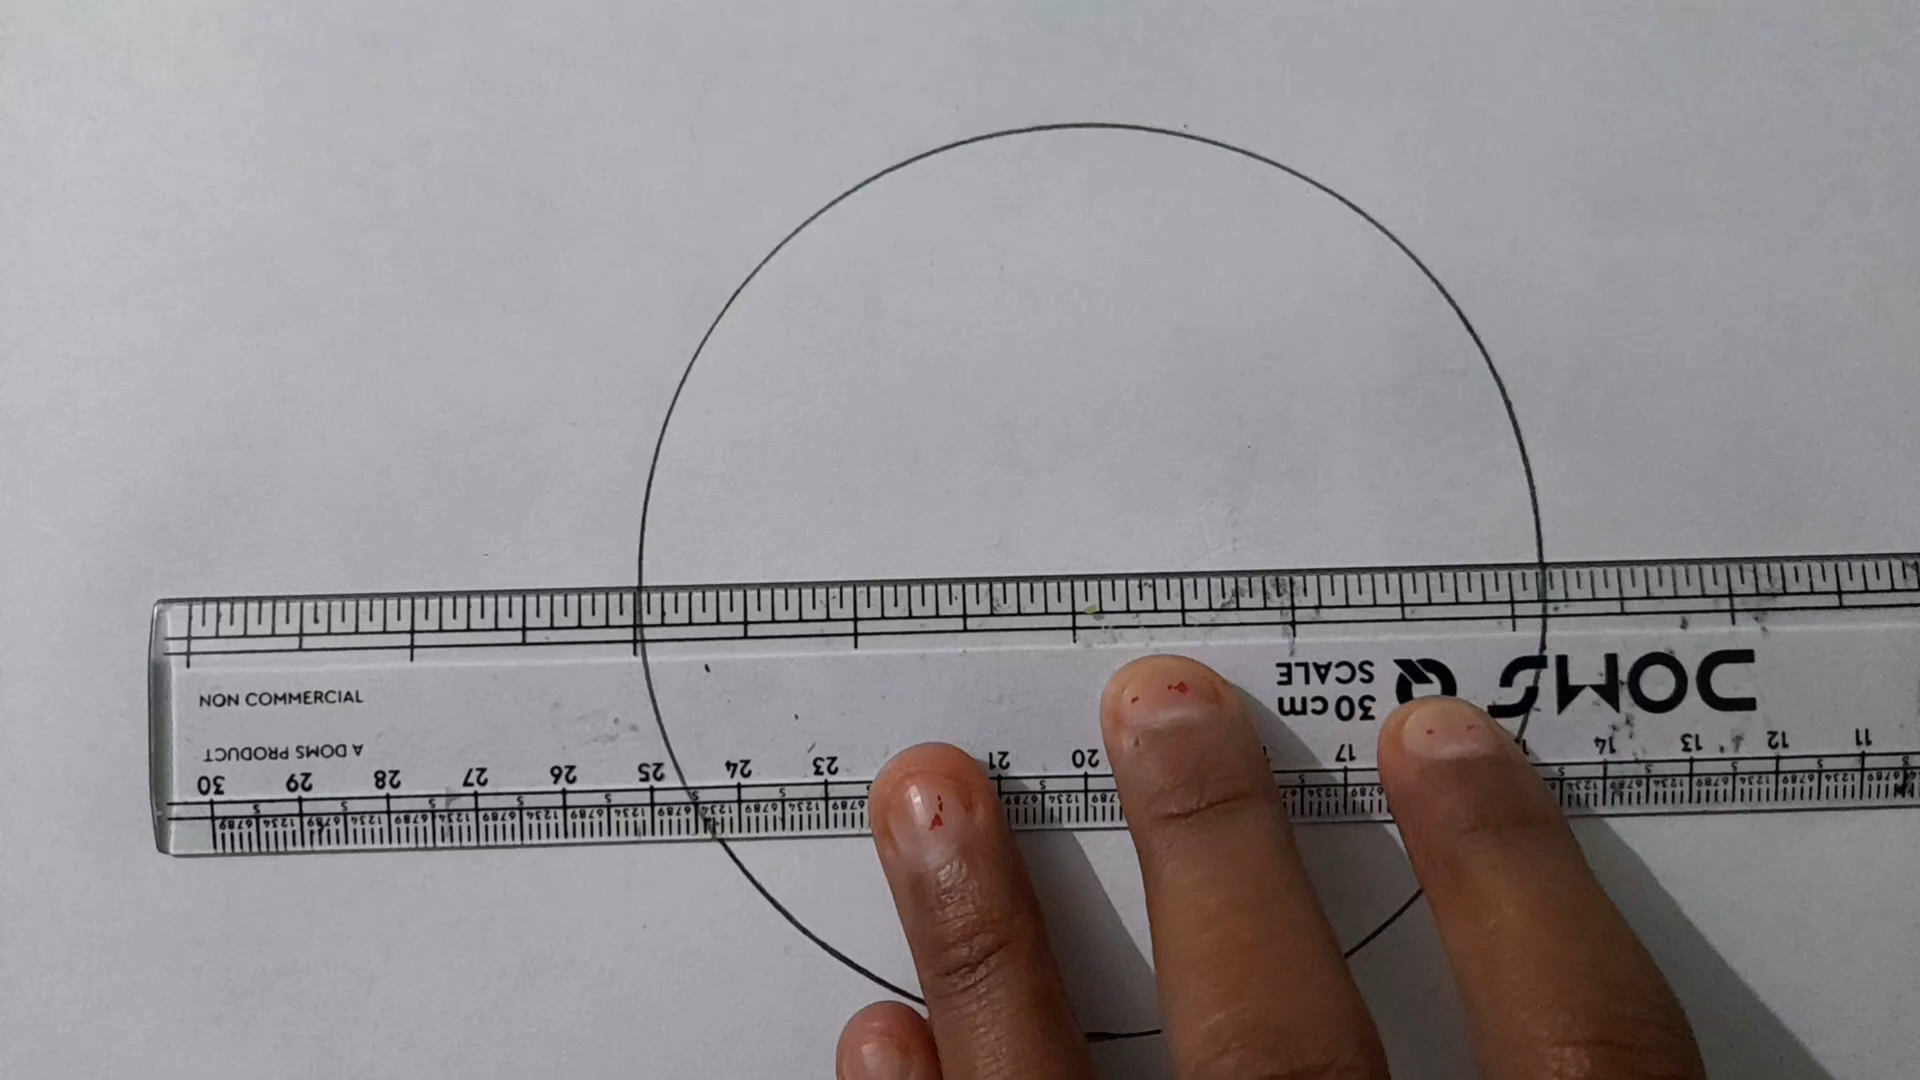 NON COMMERCIAL
A DOMS PRODUCT
30 cm
SCALE
DOMS Q
30 29 28 27 26 25 24 23 21 20 17 14 13 12 11